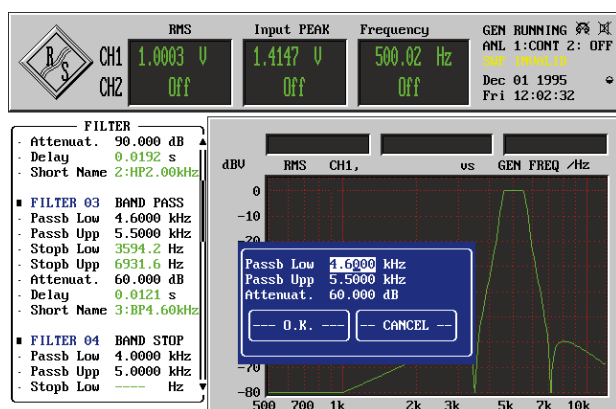 RMS Input PEAK Frequency
R&S
CH1 1.0003 V 1.4147 V 500.02 Hz
CH2 Off Off Off
GEN RUNNING
ANL 1:CONT 2: OFF
SWP INVALID
Dec 01 1995
Fri 12:02:32
FILTER
Attenuat. 90.000 dB
Delay 0.0192 s
Short Name 2:HP2.00kHz
FILTER 03 BAND PASS
Passb Low 4.6000 kHz
Passb Upp 5.5000 kHz
Stopb Low 3594.2 Hz
Stopb Upp 6931.6 Hz
Attenuat. 60.000 dB
Delay 0.0121 s
Short Name 3:BP4.60kHz
FILTER 04 BAND STOP
Passb Low 4.0000 kHz
Passb Upp 5.0000 kHz
Stopb Low ---- Hz
dBV RMS CH1, vs GEN FREQ /Hz
0
-10
-20
Passb Low 4.6000 kHz
Passb Upp 5.5000 kHz
Attenuat. 60.000 dB
--- O.K. --- -- CANCEL --
-70
-80
500 700 1k 2k 3k 5k 7k 10k